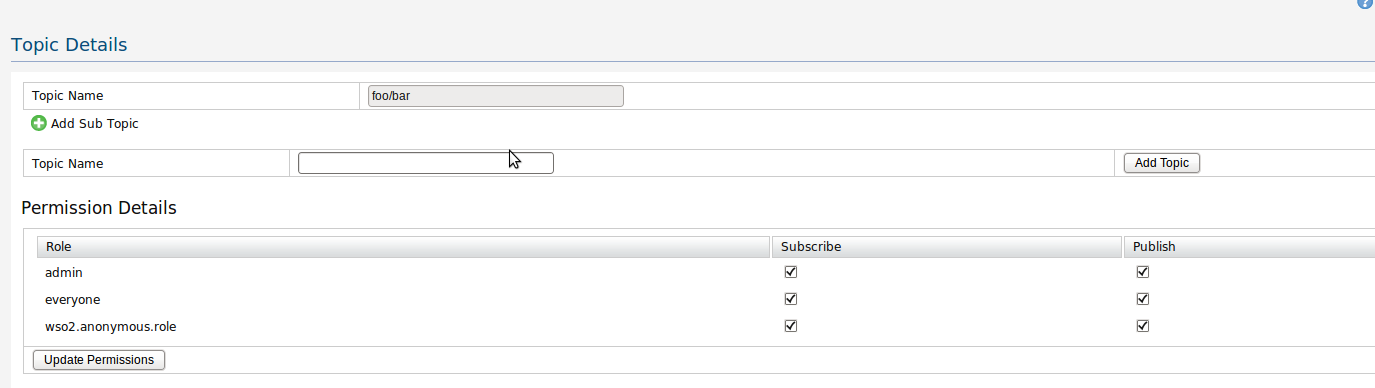 ?
Topic Details
Topic Name foo/bar
Add Sub Topic
Topic Name Add Topic
Permission Details
Role Subscribe Publish
admin
everyone
wso2.anonymous.role
Update Permissions